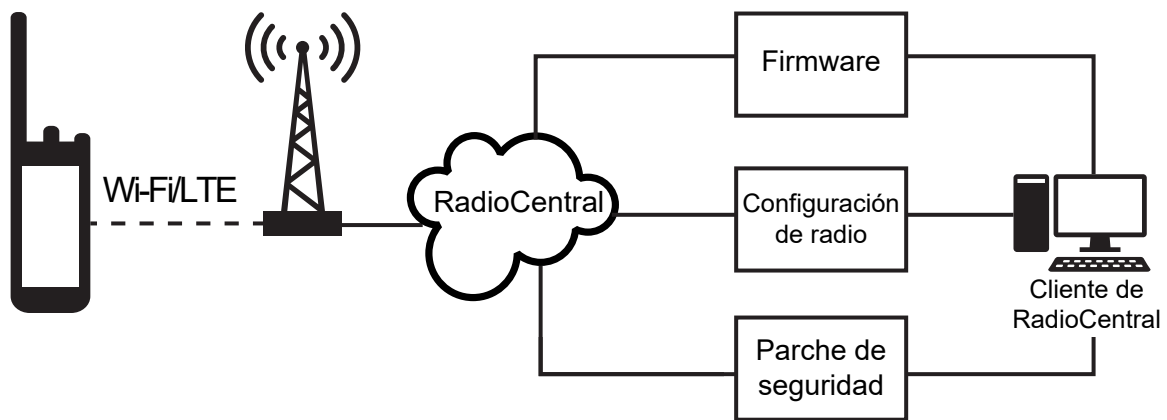 Firmware
Wi-Fi/LTE
RadioCentral
Configuración
de radio
Cliente de
RadioCentral
Parche de
seguridad